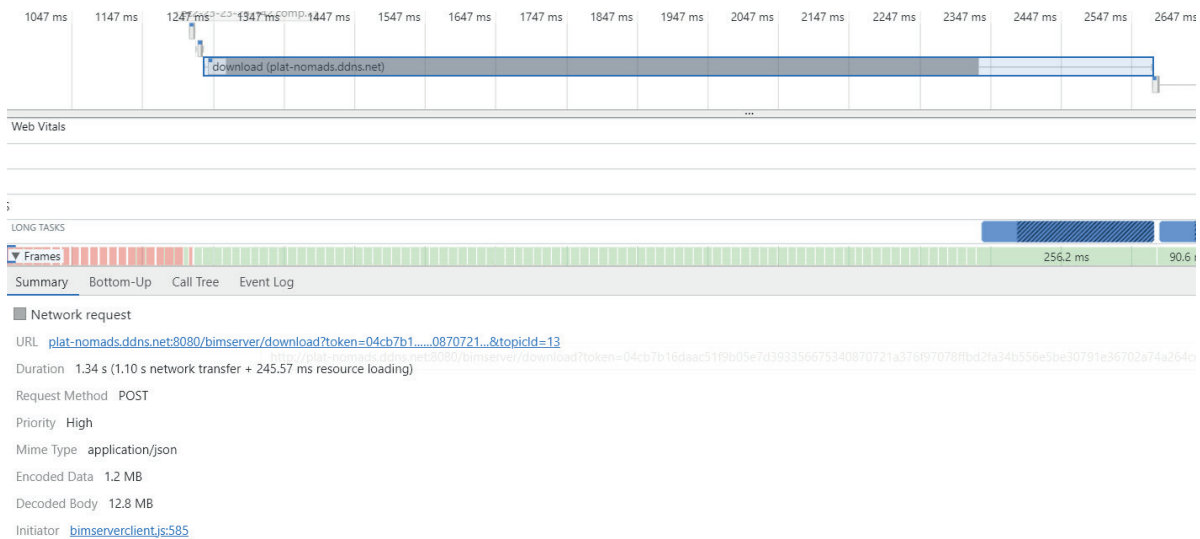 1047 ms 1147 ms 1247 ms 1347 ms 1447 ms 1547 ms 1647 ms 1747 ms 1847 ms 1947 ms 2047 ms 2147 ms 2247 ms 2347 ms 2447 ms 2547 ms 2647 ms
download (plat-nomads.ddns.net)
...
Web Vitals
LONG TASKS
▼ Frames 256.2 ms 90.6
Summary Bottom-Up Call Tree Event Log
Network request
URL plat-nomads.ddns.net:8080/bimserver/download?token=04cb7b1......0870721...&topicId=13
Duration 1.34 s (1.10 s network transfer + 245.57 ms resource loading)
Request Method POST
Priority High
Mime Type application/json
Encoded Data 1.2 MB
Decoded Body 12.8 MB
Initiator bimserverclient.js:585